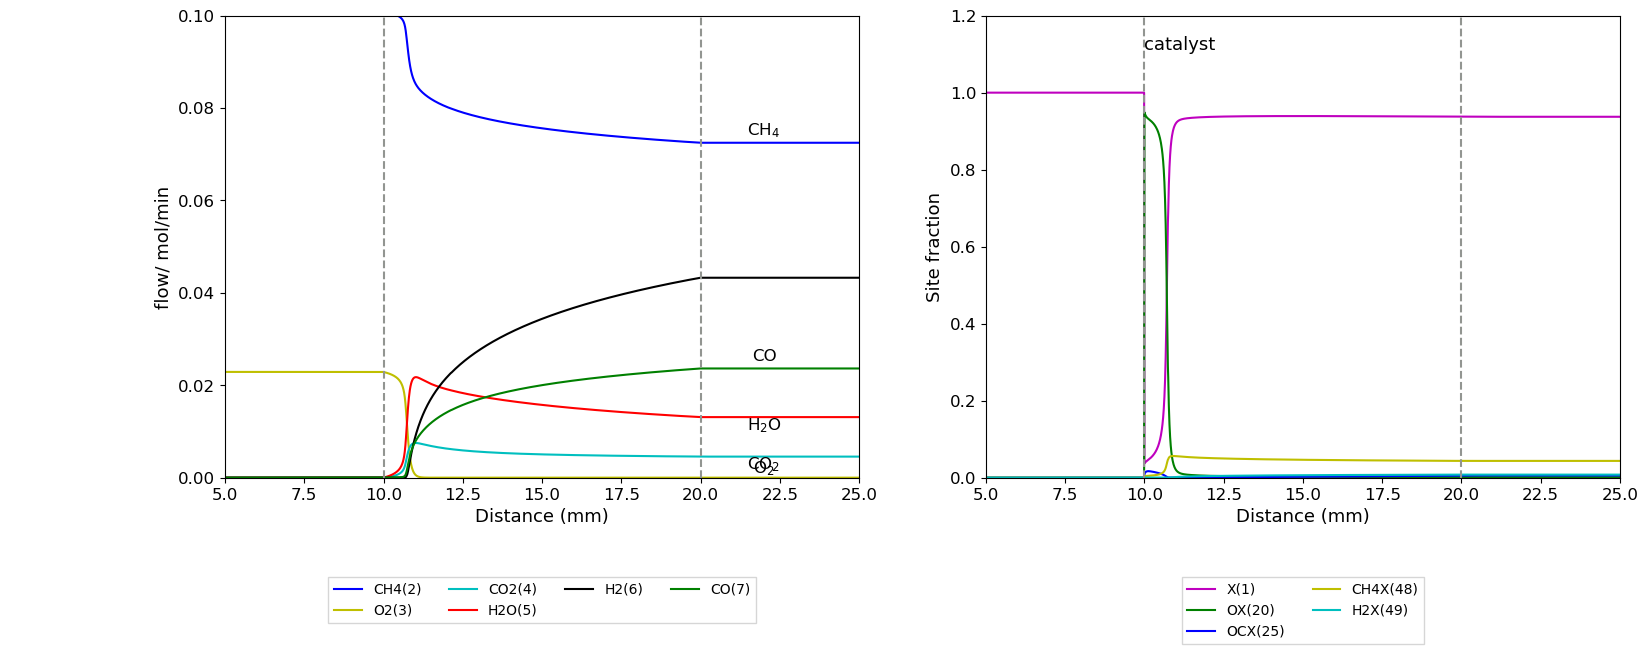 0.10
0.08
0.06
0.04
0.02
0.00
flow/ mol/min
CH4
CO
H2O
CO2
O2
5.0 7.5 10.0 12.5 15.0 17.5 20.0 22.5 25.0
Distance (mm)
CH4(2) CO2(4) H2(6) CO(7)
O2(3) H2O(5)
1.2
1.0
0.8
0.6
0.4
0.2
0.0
Site fraction
catalyst
5.0 7.5 10.0 12.5 15.0 17.5 20.0 22.5 25.0
Distance (mm)
X(1) CH4X(48)
OX(20) H2X(49)
OCX(25)